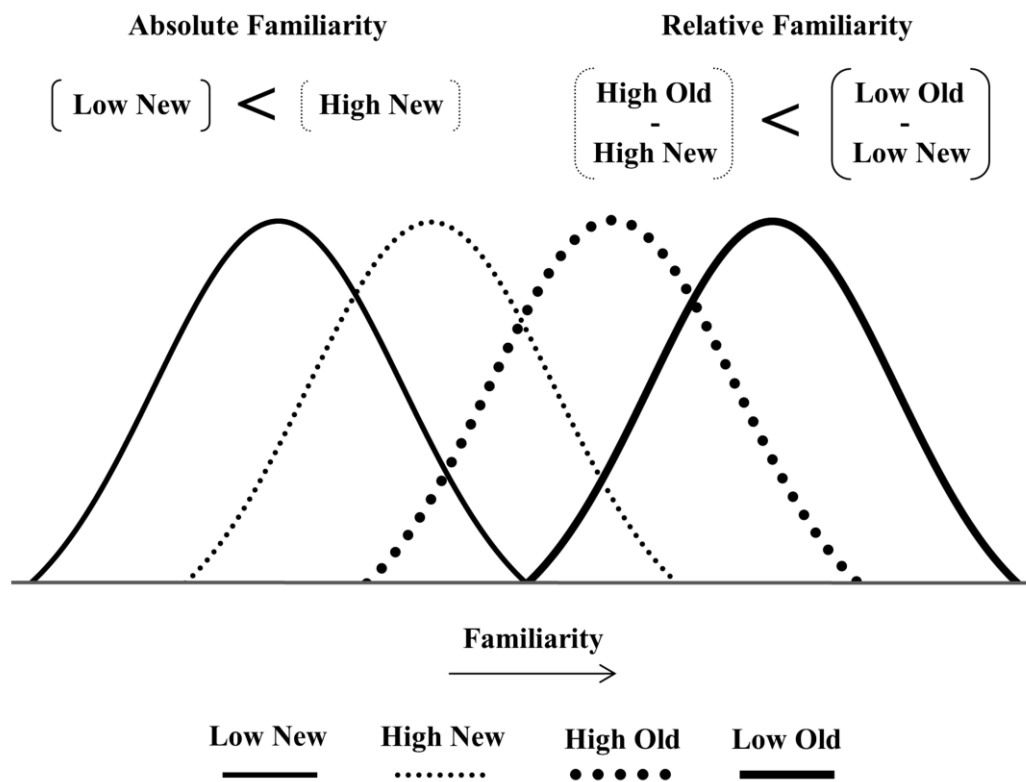 Absolute Familiarity
Relative Familiarity
Low New < High New
High Old
-
High New
<
Low Old
-
Low New
Familiarity
Low New
High New
High Old
Low Old